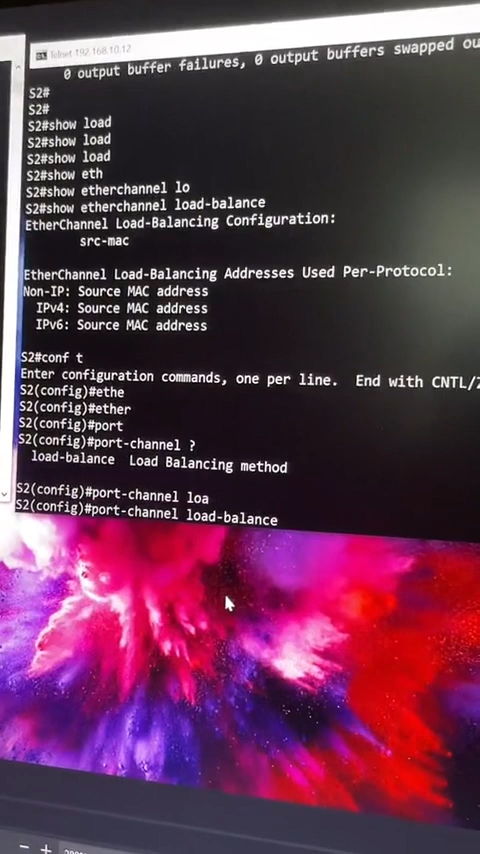 Telnet 192.168.10.12
0 output buffer failures, 0 output buffers swapped ou
S2#
S2#
S2#show load
S2#show load
S2#show load
S2#show eth
S2#show etherchannel lo
S2#show etherchannel load-balance
EtherChannel Load-Balancing Configuration:
src-mac
EtherChannel Load-Balancing Addresses Used Per-Protocol:
Non-IP: Source MAC address
IPv4: Source MAC address
IPv6: Source MAC address
S2#conf t
Enter configuration commands, one per line. End with CNTL/Z
S2(config)#ethe
S2(config)#ether
S2(config)#port
S2(config)#port-channel ?
load-balance Load Balancing method
S2(config)#port-channel loa
S2(config)#port-channel load-balance